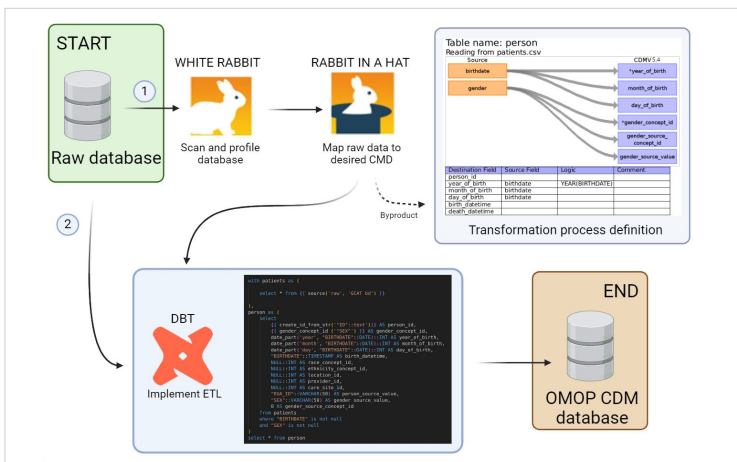 START
Raw database
1
2
WHITE RABBIT
Scan and profile
database
RABBIT IN A HAT
Map raw data to
desired CMD
Byproduct
Table name: person
Reading from patients.csv
Source
CDMV5.4
birthdate
gender
*year_of_birth
month_of_birth
day_of_birth
*gender_concept_id
gender_source_
concept_id
gender_source_value
Destination Field Source Field Logic Comment
person_id
year_of_birth birthdate YEAR(BIRTHDATE)
month_of_birth birthdate
day_of_birth birthdate
birth_datetime
death_datetime
Transformation process definition
DBT
Implement ETL
with patients as (
select * from {{ source('raw', 'GCAT bd') }}
),
person as (
select
{{ create_id_from_str('"ID"::text')}} AS person_id,
{{ gender_concept_id ('"SEX"') }} AS gender_concept_id,
date_part('year', "BIRTHDATE"::DATE)::INT AS year_of_birth,
date_part('month', "BIRTHDATE"::DATE)::INT AS month_of_birth,
date_part('day', "BIRTHDATE"::DATE)::INT AS day_of_birth,
"BIRTHDATE"::TIMESTAMP AS birth_datetime,
NULL::INT AS race_concept_id,
NULL::INT AS ethnicity_concept_id,
NULL::INT AS location_id,
NULL::INT AS provider_id,
NULL::INT AS care_site_id,
::VARCHAR(50) AS person_source_value,
"SEX"::VARCHAR(50) AS gender_source_value,
0 AS gender_source_concept_id
from patients
where "BIRTHDATE" is not null
and "SEX" is not null
)
select * from person
END
OMOP CDM
database